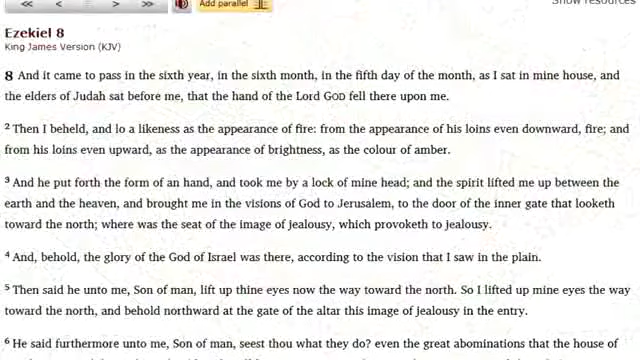 << < > >> Add parallel Show resources
Ezekiel 8
King James Version (KJV)
8 And it came to pass in the sixth year, in the sixth month, in the fifth day of the month, as I sat in mine house, and
the elders of Judah sat before me, that the hand of the Lord GOD fell there upon me.
2 Then I beheld, and lo a likeness as the appearance of fire: from the appearance of his loins even downward, fire; and
from his loins even upward, as the appearance of brightness, as the colour of amber.
3 And he put forth the form of an hand, and took me by a lock of mine head; and the spirit lifted me up between the
earth and the heaven, and brought me in the visions of God to Jerusalem, to the door of the inner gate that looketh
toward the north; where was the seat of the image of jealousy, which provoketh to jealousy.
4 And, behold, the glory of the God of Israel was there, according to the vision that I saw in the plain.
5 Then said he unto me, Son of man, lift up thine eyes now the way toward the north. So I lifted up mine eyes the way
toward the north, and behold northward at the gate of the altar this image of jealousy in the entry.
6 He said furthermore unto me, Son of man, seest thou what they do? even the great abominations that the house of